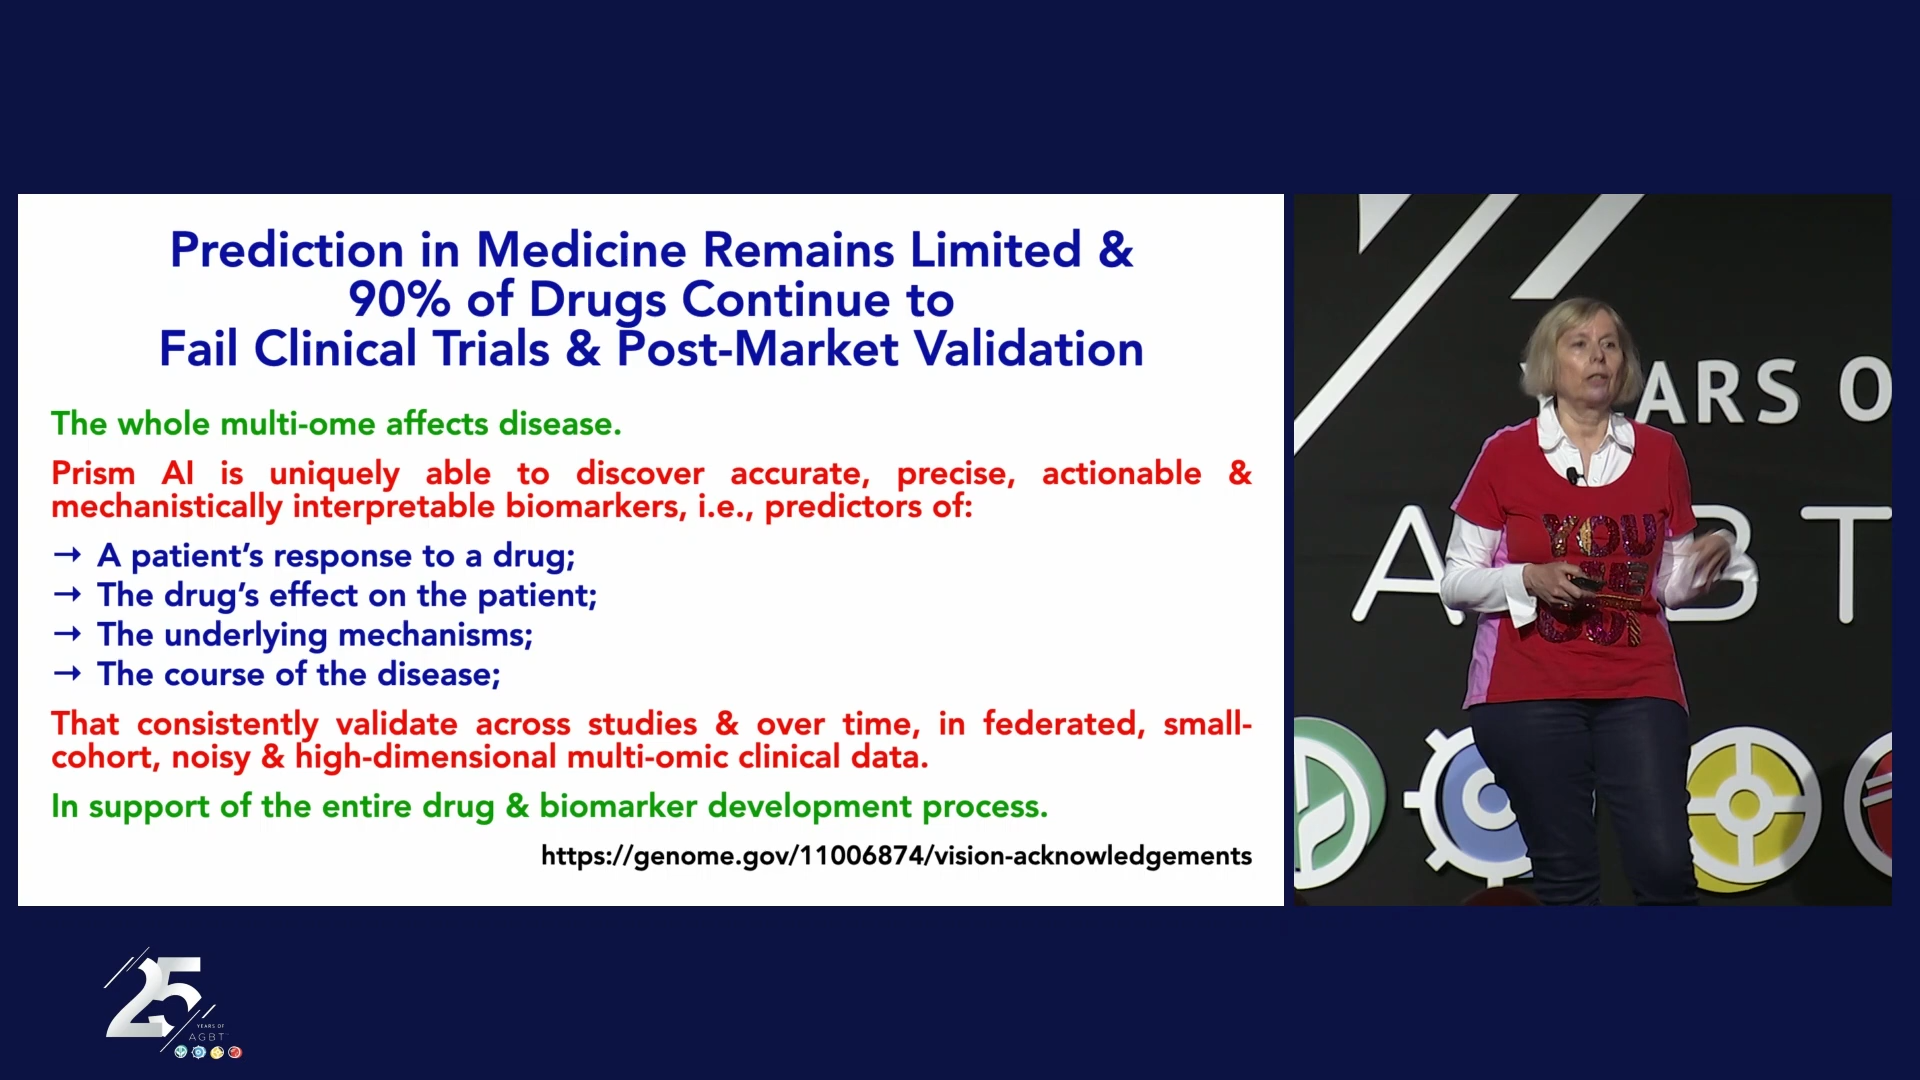 Prediction in Medicine Remains Limited &
90% of Drugs Continue to
Fail Clinical Trials & Post-Market Validation
The whole multi-ome affects disease.
Prism AI is uniquely able to discover accurate, precise, actionable &
mechanistically interpretable biomarkers, i.e., predictors of:
→ A patient’s response to a drug;
→ The drug’s effect on the patient;
→ The underlying mechanisms;
→ The course of the disease;
That consistently validate across studies & over time, in federated, small-
cohort, noisy & high-dimensional multi-omic clinical data.
In support of the entire drug & biomarker development process.
https://genome.gov/11006874/vision-acknowledgements
ARS O
A BT
YOU
25
YEARS OF
AGBT